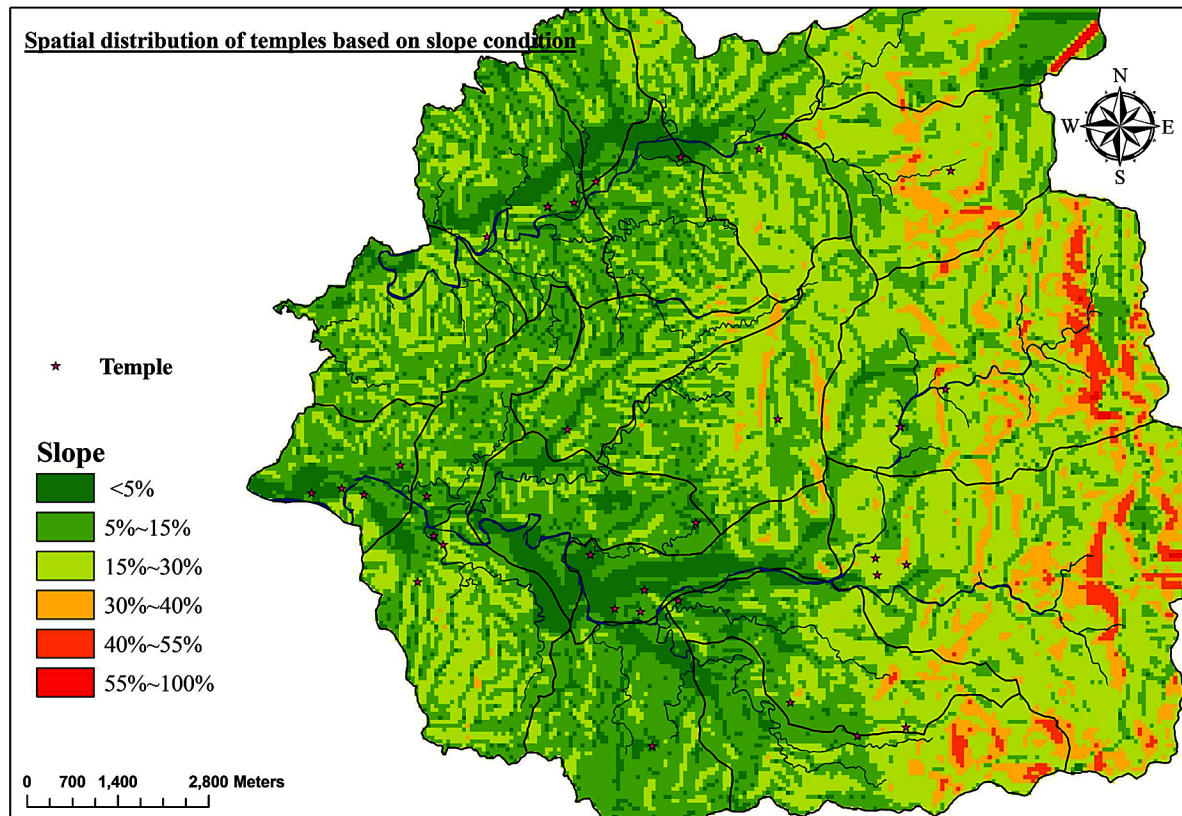 Spatial distribution of temples based on slope condition
N
W E
S
Temple
Slope
<5%
5%~15%
15%~30%
30%~40%
40%~55%
55%~100%
0 700 1,400 2,800 Meters